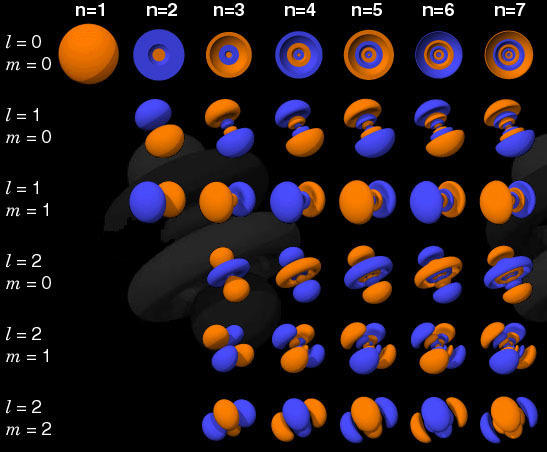 n=1 n=2 n=3 n=4 n=5 n=6 n=7
l = 0
m = 0
l = 1
m = 0
l = 1
m = 1
l = 2
m = 0
l = 2
m = 1
l = 2
m = 2